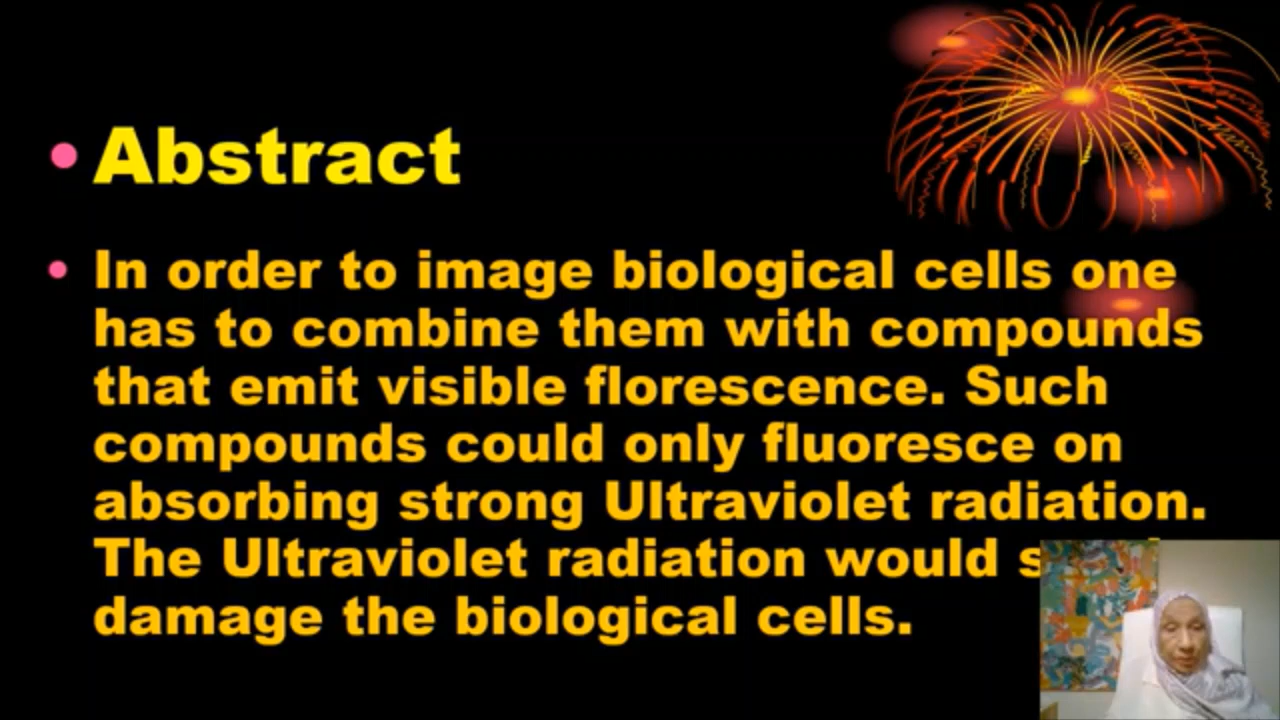 Abstract
In order to image biological cells one
has to combine them with compounds
that emit visible florescence. Such
compounds could only fluoresce on
absorbing strong Ultraviolet radiation.
The Ultraviolet radiation would
damage the biological cells.